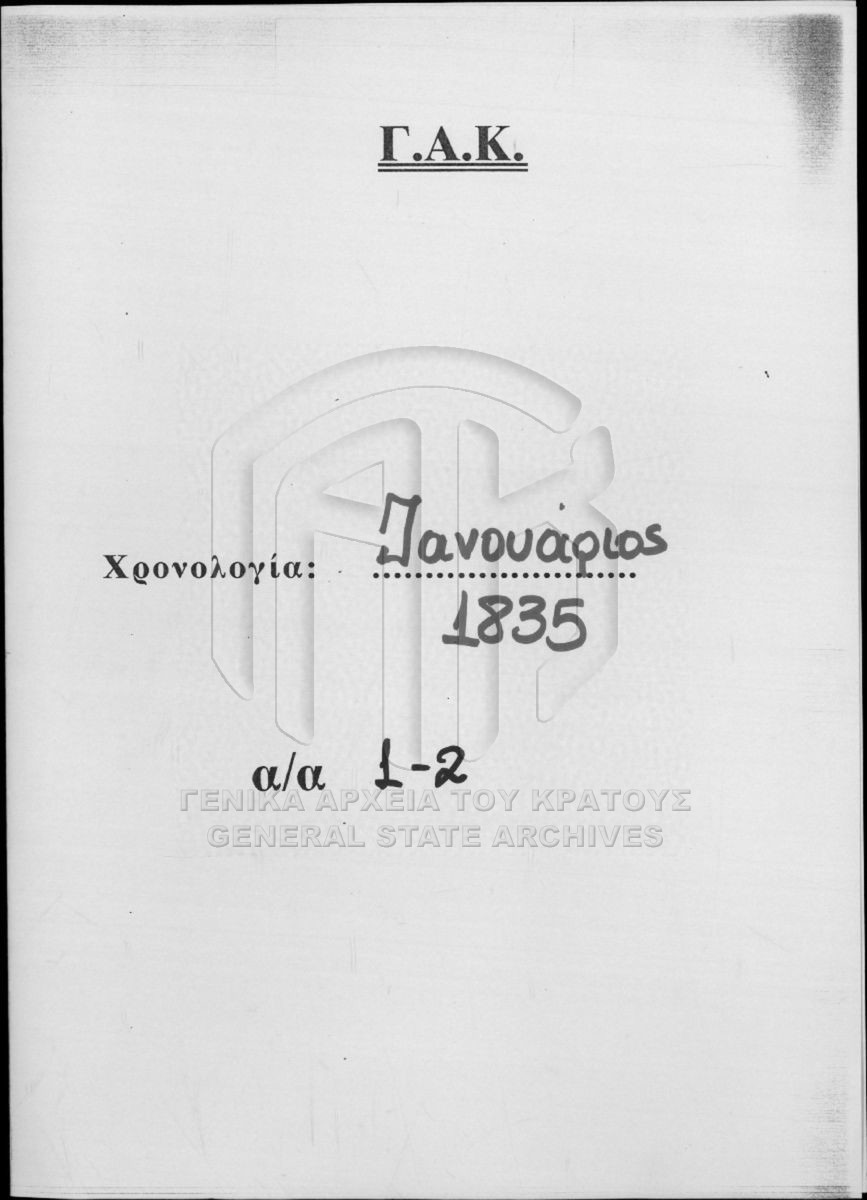 Γ.Α.Κ.
Χρονολογία: Ιανουάριος
1835
α/α 1-2
ΓΕΝΙΚΑ ΑΡΧΕΙΑ ΤΟΥ ΚΡΑΤΟΥΣ
GENERAL STATE ARCHIVES